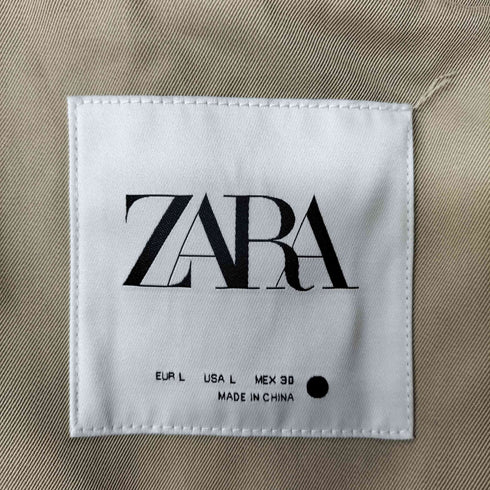 ZARA
EUR L USA L MEX 30
MADE IN CHINA